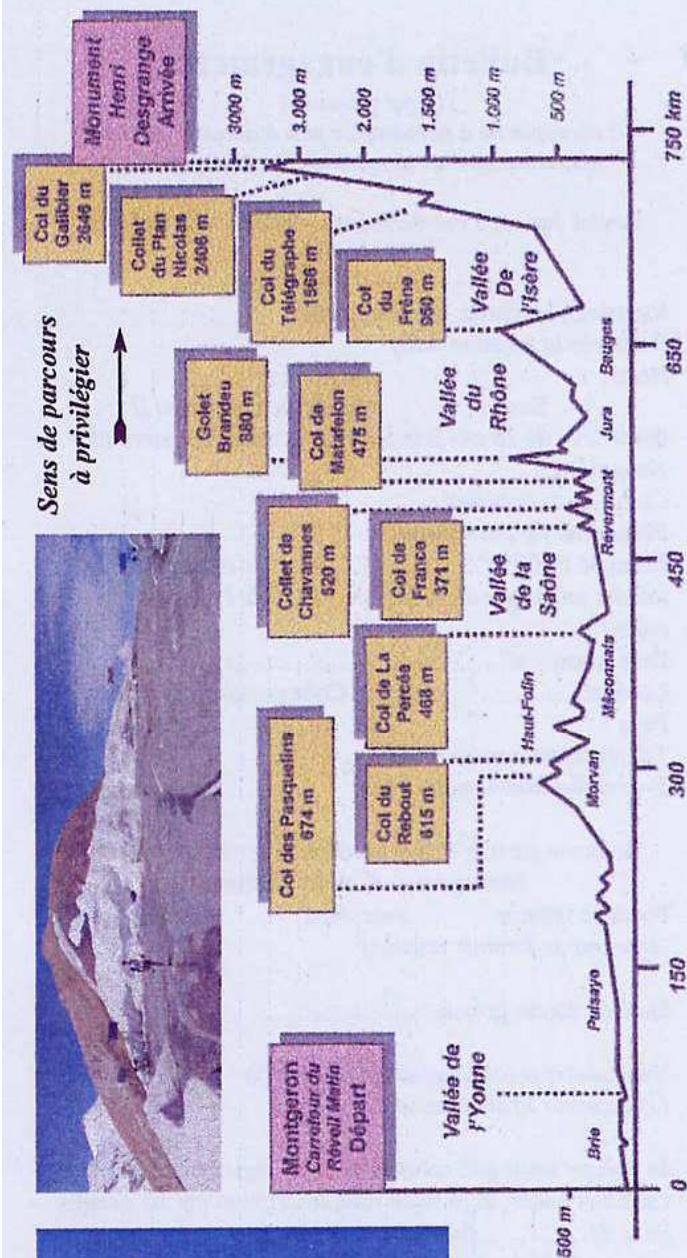 Sens de parcours
à privilégier
Montgeron
Carrefour du
Réveil Matin
Départ
Vallée de
l'Yonne
Col des Pasquelins
674 m
Col du
Rebout
615 m
Col de La
Percée
468 m
Collet de
Chavannes
520 m
Col de
France
371 m
Golet
Brandeu
880 m
Col de
Matafelon
475 m
Col
du
Frêne
950 m
Col du
Télégraphe
1566 m
Collet
du Plan
Nicolas
2406 m
Col du
Galibier
2646 m
Monument
Henri
Desgrange
Arrivée
Vallée
de la
Saône
Vallée
du
Rhône
Vallée
De
l'Isère
Haut-Folin
Brie
Puisaye
Morvan
Mâconnais
Revermont
Jura
Bauges
500 m
3000 m
3.000 m
2.000 m
1.500 m
1.000 m
500 m
0
150
300
450
650
750 km